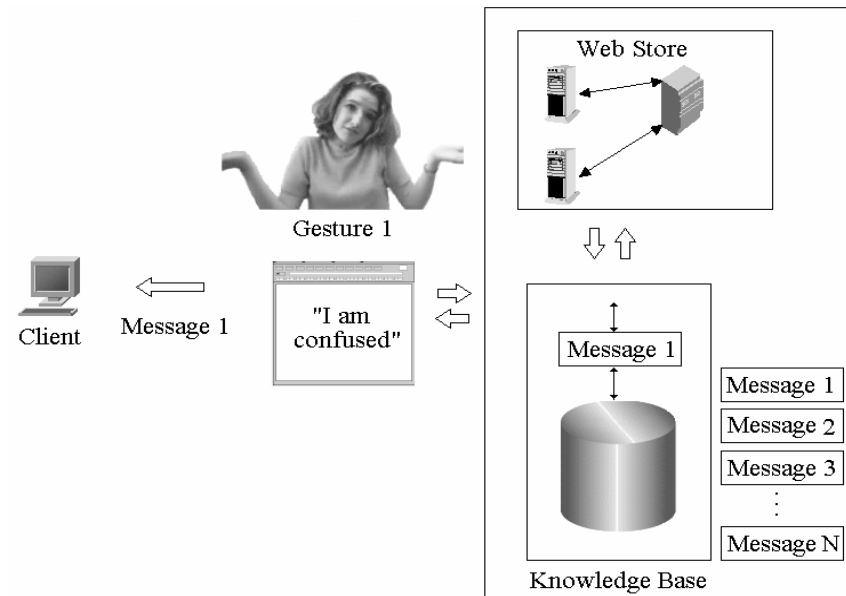 Web Store
Gesture 1
Client
Message 1
"I am
confused"
Message 1
Message 1
Message 2
Message 3
Message N
Knowledge Base